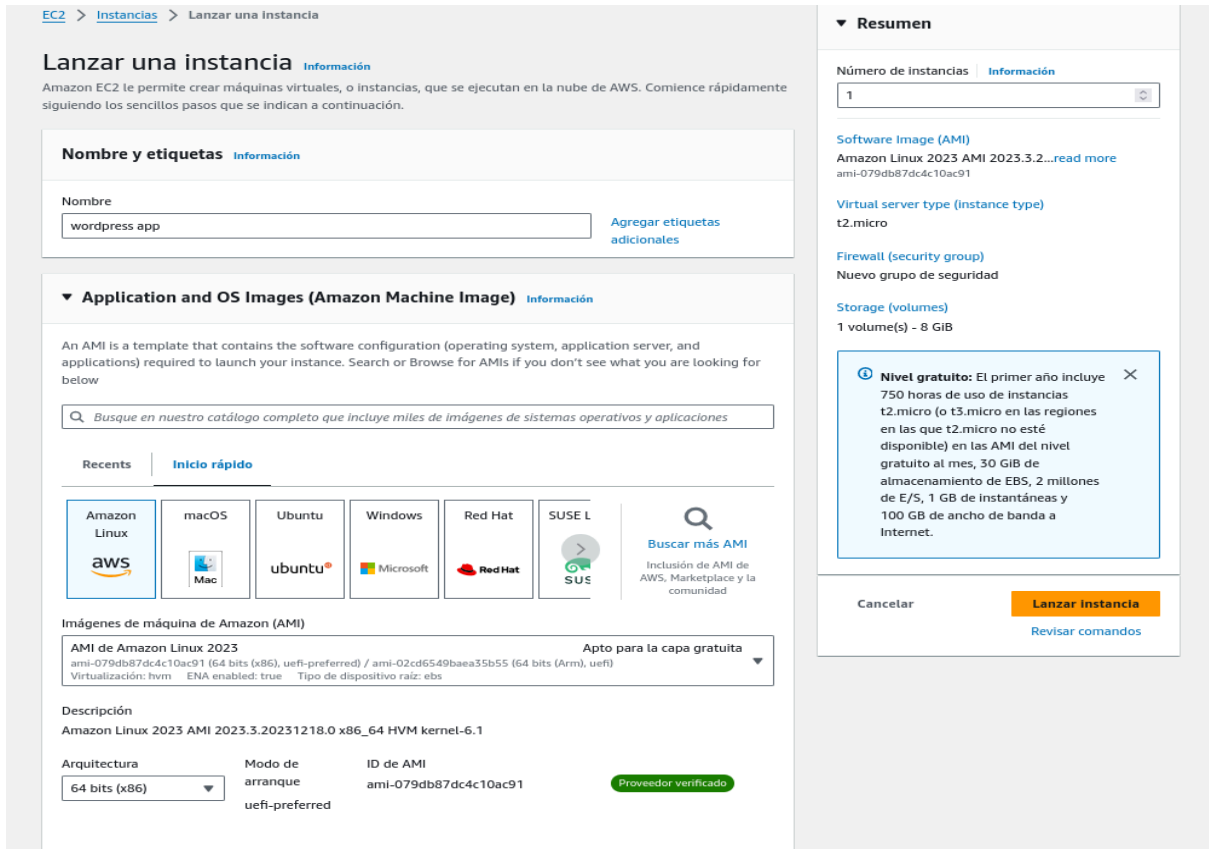 EC2 > Instancias > Lanzar una instancia
Lanzar una instancia Información
Amazon EC2 le permite crear máquinas virtuales, o instancias, que se ejecutan en la nube de AWS. Comience rápidamente
siguiendo los sencillos pasos que se indican a continuación.
Nombre y etiquetas Información
Nombre
wordpress app
Agregar etiquetas
adicionales
Application and OS Images (Amazon Machine Image) Información
An AMI is a template that contains the software configuration (operating system, application server, and
applications) required to launch your instance. Search or Browse for AMIs if you don't see what you are looking for
below
Busque en nuestro catálogo completo que incluye miles de imágenes de sistemas operativos y aplicaciones
Recents
Inicio rápido
Amazon
Linux
aws
macOS
Mac
Ubuntu
ubuntu
Windows
Microsoft
Red Hat
Red Hat
SUSE L
SUS
Buscar más AMI
Inclusión de AMI de
AWS, Marketplace y la
comunidad
Imágenes de máquina de Amazon (AMI)
AMI de Amazon Linux 2023 Apto para la capa gratuita
ami-079db87dc4c10ac91 (64 bits (x86), uefi-preferred) / ami-02cd6549baea35b55 (64 bits (Arm), uefi)
Virtualización: hvm ENA enabled: true Tipo de dispositivo raíz: ebs
Descripción
Amazon Linux 2023 AMI 2023.3.20231218.0 x86_64 HVM kernel-6.1
Arquitectura
64 bits (x86)
Modo de
arranque
uefi-preferred
ID de AMI
ami-079db87dc4c10ac91
Proveedor verificado
Resumen
Número de instancias Información
1
Software Image (AMI)
Amazon Linux 2023 AMI 2023.3.2...read more
ami-079db87dc4c10ac91
Virtual server type (instance type)
t2.micro
Firewall (security group)
Nuevo grupo de seguridad
Storage (volumes)
1 volume(s) - 8 GiB
Nivel gratuito: El primer año incluye
750 horas de uso de instancias
t2.micro (o t3.micro en las regiones
en las que t2.micro no esté
disponible) en las AMI del nivel
gratuito al mes, 30 GiB de
almacenamiento de EBS, 2 millones
de E/S, 1 GB de instantáneas y
100 GB de ancho de banda a
Internet.
Cancelar
Lanzar instancia
Revisar comandos